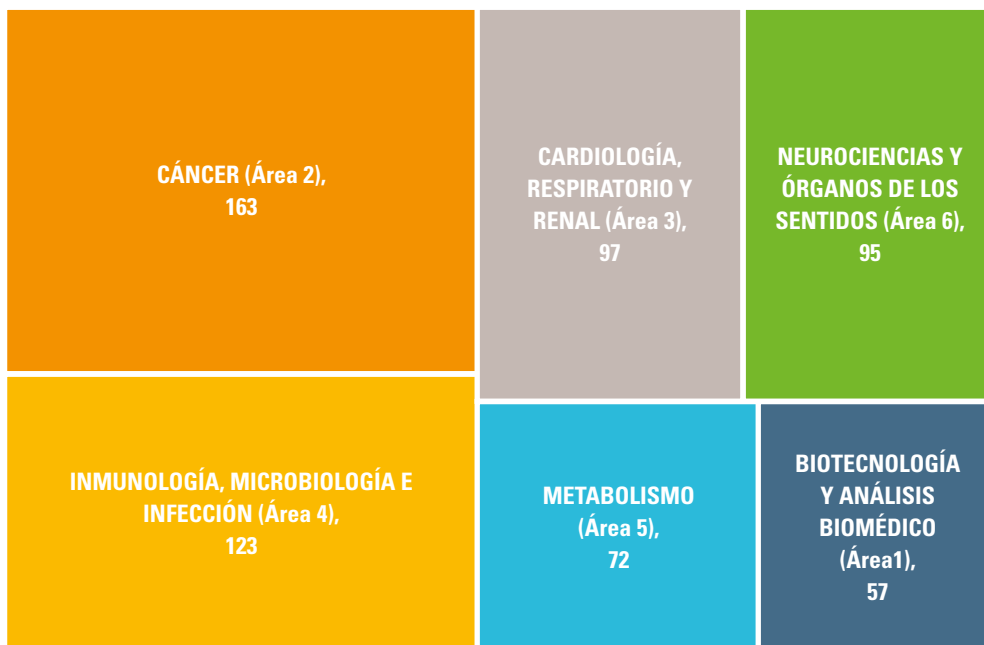 CÁNCER (Área 2),
163
CARDIOLOGÍA,
RESPIRATORIO Y
RENAL (Área 3),
97
NEUROCIENCIAS Y
ÓRGANOS DE LOS
SENTIDOS (Área 6),
95
INMUNOLOGÍA, MICROBIOLOGÍA E
INFECCIÓN (Área 4),
123
METABOLISMO
(Área 5),
72
BIOTECNOLOGÍA
Y ANÁLISIS
BIOMÉDICO
(Área1),
57